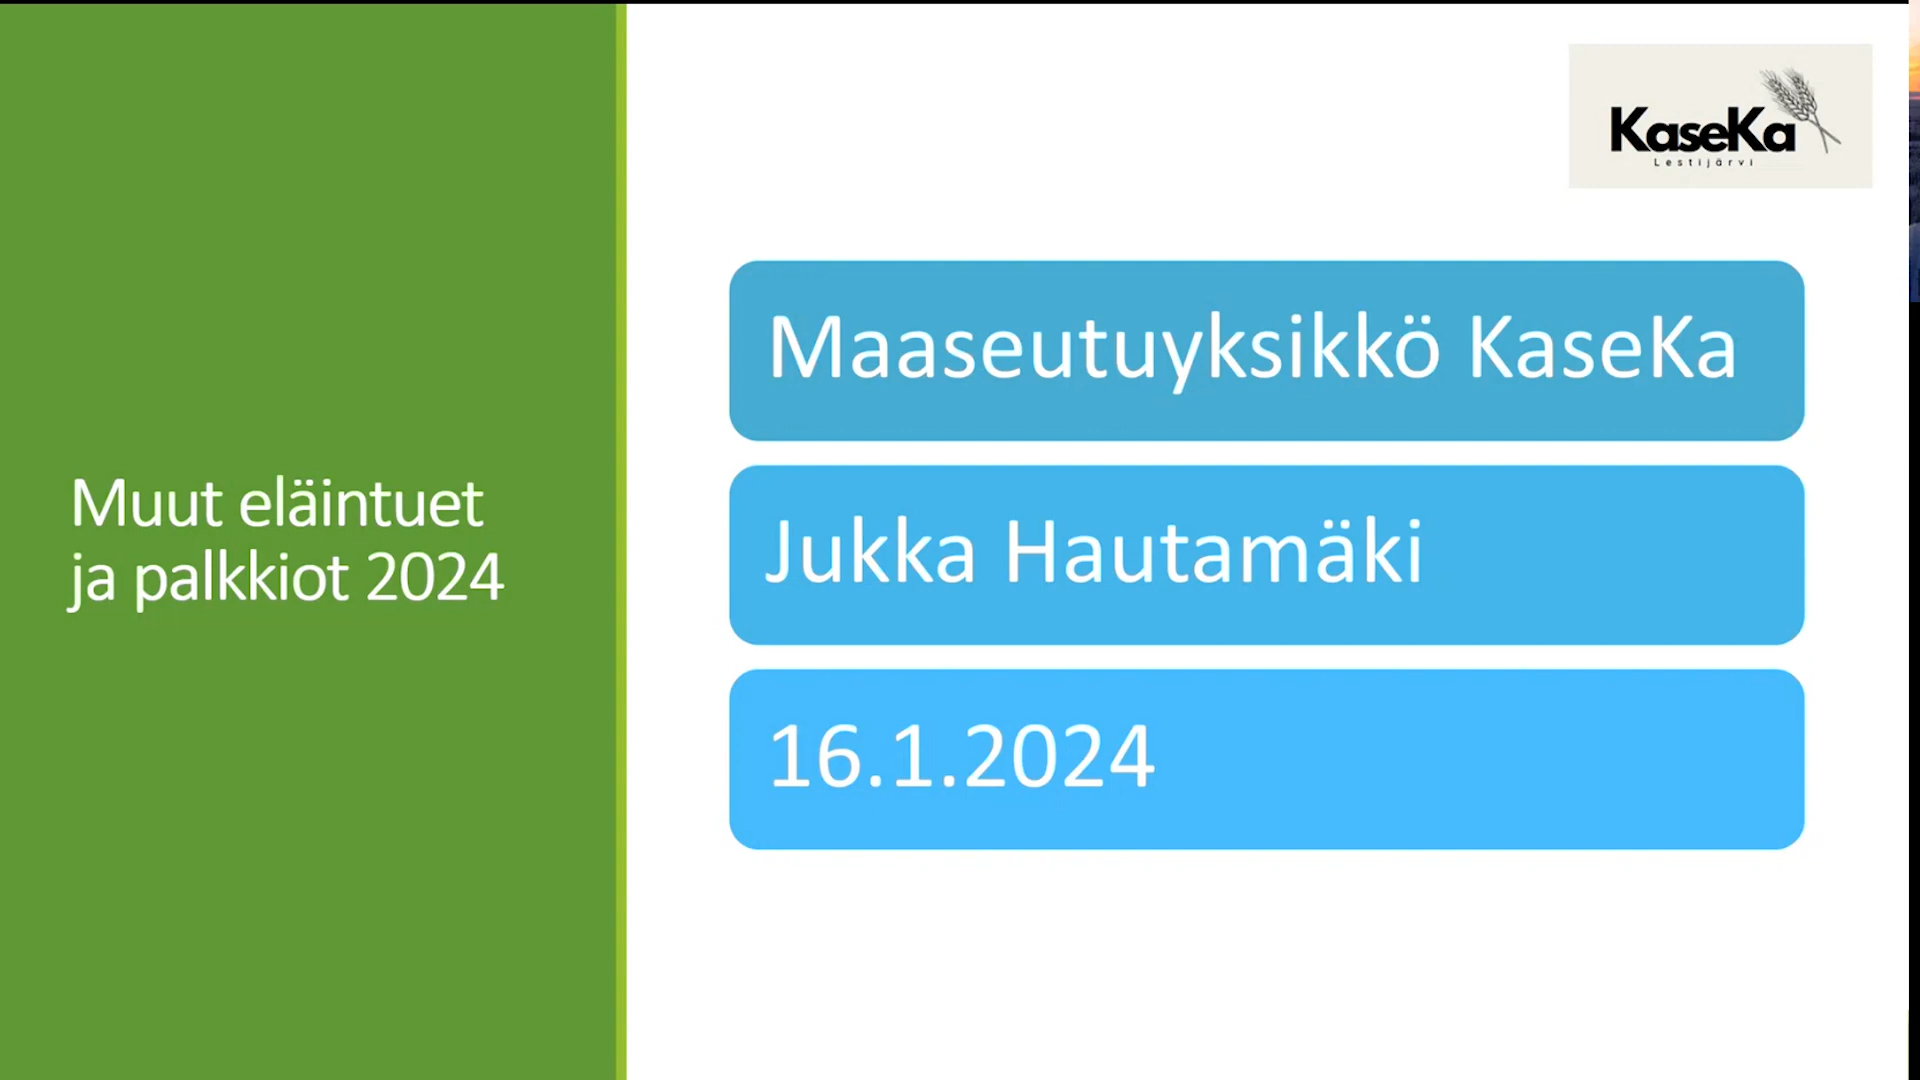 Muut eläintuet
ja palkkiot 2024
KaseKa
Lestijärvi
Maaseutuyksikkö KaseKa
Jukka Hautamäki
16.1.2024